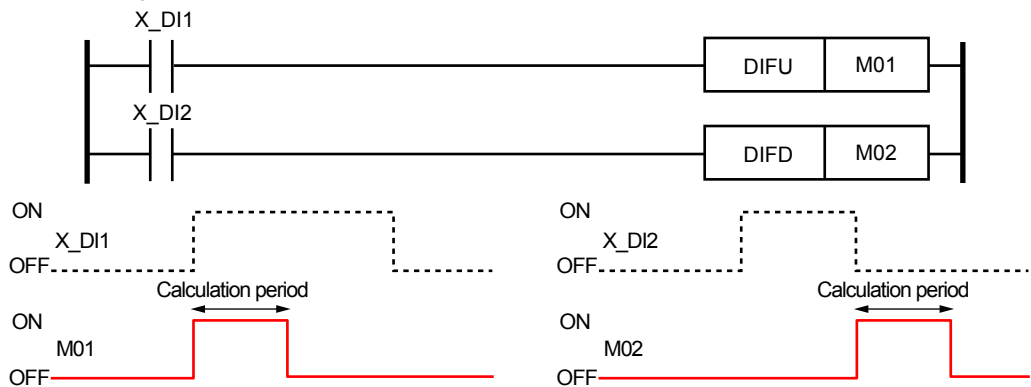 X_DI1
DIFU M01
X_DI2
DIFD M02
ON ON
X_DI1 X_DI2
OFF OFF
Calculation period Calculation period
ON ON
M01 M02
OFF OFF